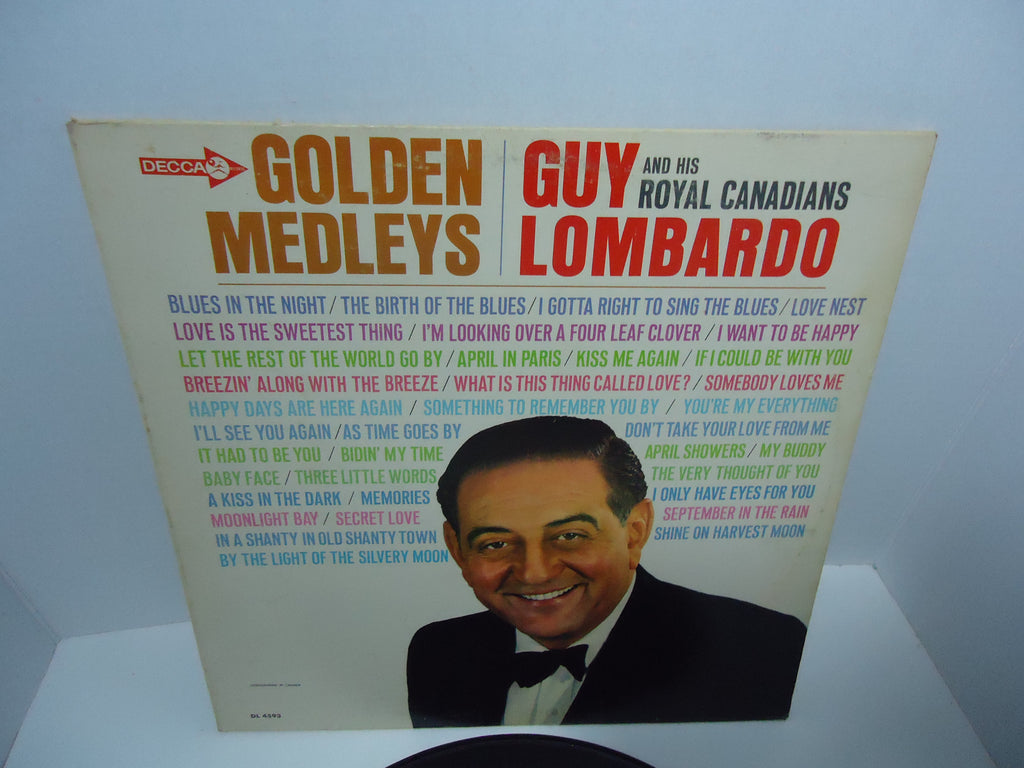 DECCA
GOLDEN
MEDLEYS
GUY AND HIS ROYAL CANADIANS
LOMBARDO
BLUES IN THE NIGHT / THE BIRTH OF THE BLUES / I GOTTA RIGHT TO SING THE BLUES / LOVE NEST
LOVE IS THE SWEETEST THING / I'M LOOKING OVER A FOUR LEAF CLOVER / I WANT TO BE HAPPY
LET THE REST OF THE WORLD GO BY / APRIL IN PARIS / KISS ME AGAIN / IF I COULD BE WITH YOU
BREEZIN' ALONG WITH THE BREEZE / WHAT IS THIS THING CALLED LOVE? / SOMEBODY LOVES ME
HAPPY DAYS ARE HERE AGAIN / SOMETHING TO REMEMBER YOU BY / YOU'RE MY EVERYTHING
I'LL SEE YOU AGAIN / AS TIME GOES BY DON'T TAKE YOUR LOVE FROM ME
IT HAD TO BE YOU / BIDIN' MY TIME APRIL SHOWERS / MY BUDDY
BABY FACE / THREE LITTLE WORDS THE VERY THOUGHT OF YOU
A KISS IN THE DARK / MEMORIES I ONLY HAVE EYES FOR YOU
MOONLIGHT BAY / SECRET LOVE SEPTEMBER IN THE RAIN
IN A SHANTY IN OLD SHANTY TOWN SHINE ON HARVEST MOON
BY THE LIGHT OF THE SILVERY MOON
DL 4593